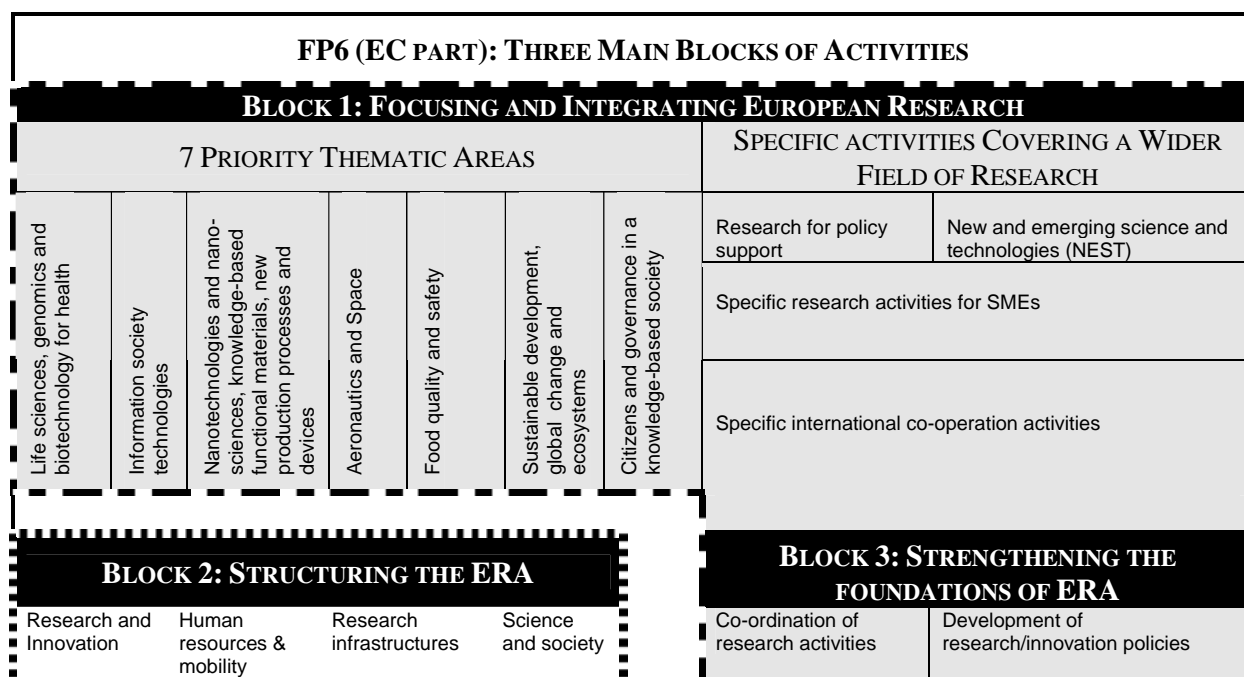 FP6 (EC PART): THREE MAIN BLOCKS OF ACTIVITIES
BLOCK 1: FOCUSING AND INTEGRATING EUROPEAN RESEARCH
7 PRIORITY THEMATIC AREAS
SPECIFIC ACTIVITIES COVERING A WIDER
FIELD OF RESEARCH
Life sciences, genomics and
biotechnology for health
Information society
technologies
Nanotechnologies and nano-
sciences, knowledge-based
functional materials, new
production processes and
devices
Aeronautics and Space
Food quality and safety
Sustainable development,
global change and
ecosystems
Citizens and governance in a
knowledge-based society
Research for policy
support
New and emerging science and
technologies (NEST)
Specific research activities for SMEs
Specific international co-operation activities
BLOCK 2: STRUCTURING THE ERA
Research and
Innovation
Human
resources &
mobility
Research
infrastructures
Science
and society
BLOCK 3: STRENGTHENING THE
FOUNDATIONS OF ERA
Co-ordination of
research activities
Development of
research/innovation policies